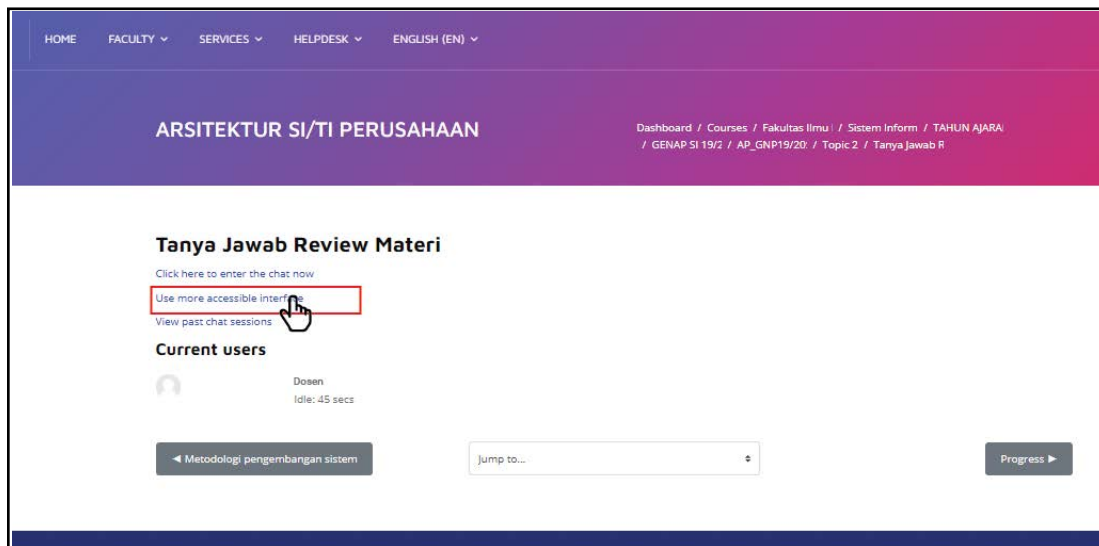 HOME FACULTY SERVICES HELPDESK ENGLISH (EN)
ARSITEKTUR SI/TI PERUSAHAAN
Dashboard / Courses / Fakultas Ilmu / Sistem Inform / TAHUN AJARA
/ GENAP SI 19/2 / AP_GNP19/20 / Topic 2 / Tanya Jawab R
Tanya Jawab Review Materi
Click here to enter the chat now
Use more accessible interface
View past chat sessions
Current users
Dosen
Idle: 45 secs
◄ Metodologi pengembangan sistem
Jump to...
Progress ►